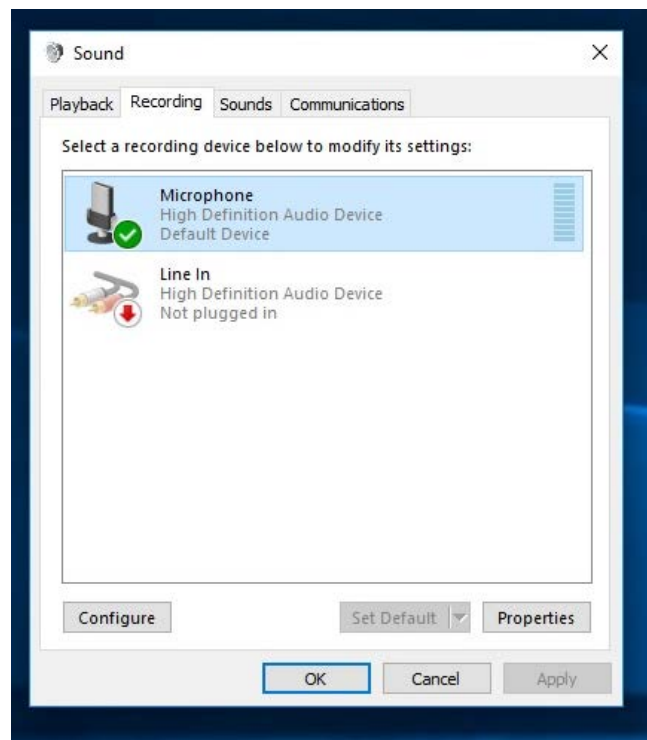 Sound
Playback Recording Sounds Communications
Select a recording device below to modify its settings:
Microphone
High Definition Audio Device
Default Device
Line In
High Definition Audio Device
Not plugged in
Configure Set Default Properties
OK Cancel Apply